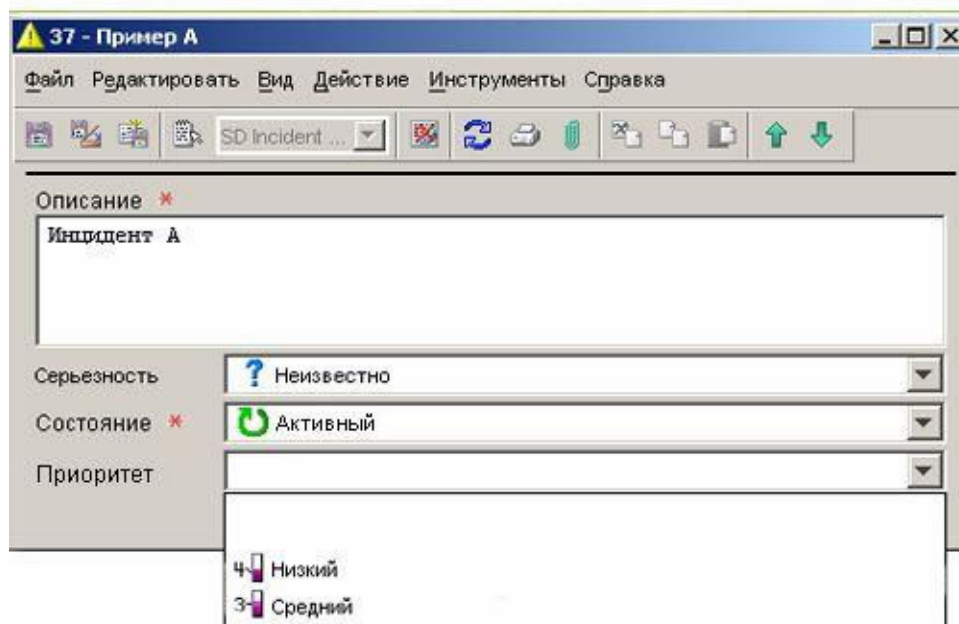 37 - Пример А
Файл Редактировать Вид Действие Инструменты Справка
SD Incident ...
Описание *
Инцидент А
Серьезность ? Неизвестно
Состояние * Активный
Приоритет
4 Низкий
3 Средний